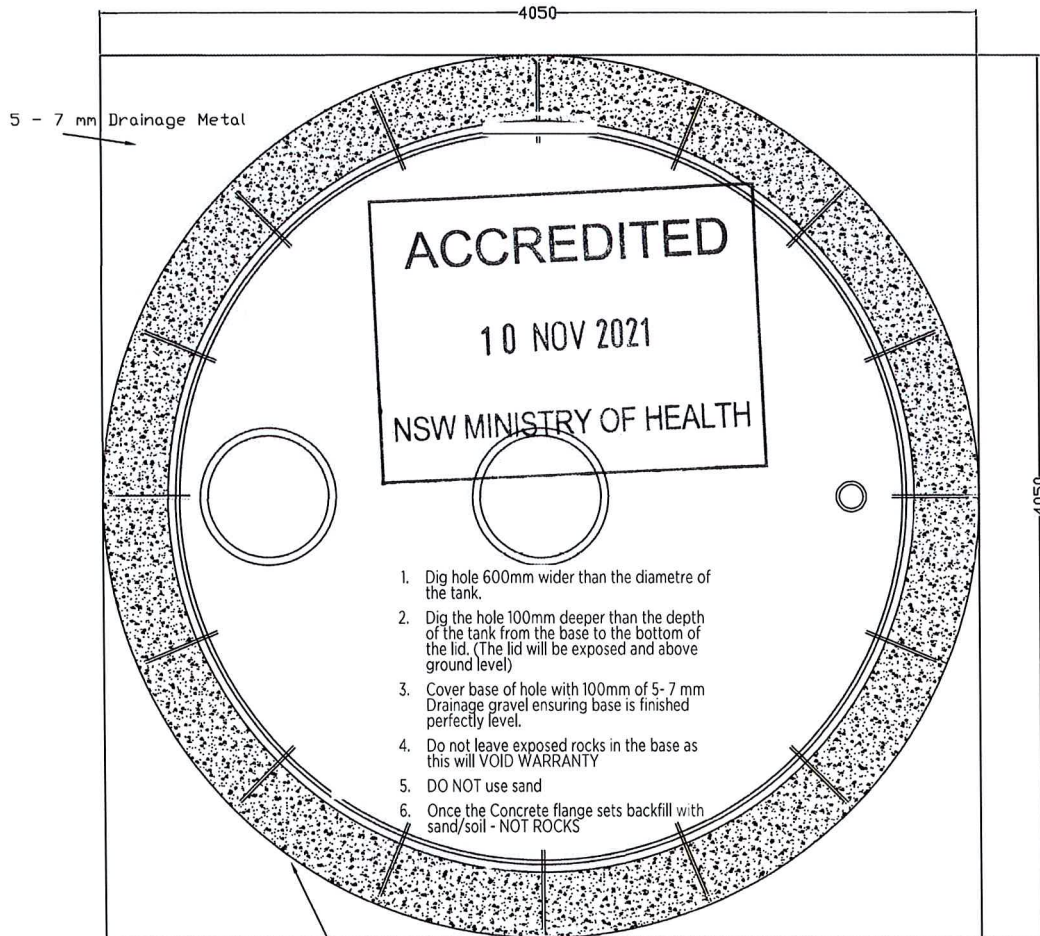 4050
5 - 7 mm Drainage Metal
ACCREDITED
10 NOV 2021
NSW MINISTRY OF HEALTH
4050
1. Dig hole 600mm wider than the diametre of
the tank.
2. Dig the hole 100mm deeper than the depth
of the tank from the base to the bottom of
the lid. (The lid will be exposed and above
ground level)
3. Cover base of hole with 100mm of 5- 7 mm
Drainage gravel ensuring base is finished
perfectly level.
4. Do not leave exposed rocks in the base as
this will VOID WARRANTY
5. DO NOT use sand
6. Once the Concrete flange sets backfill with
sand/soil - NOT ROCKS